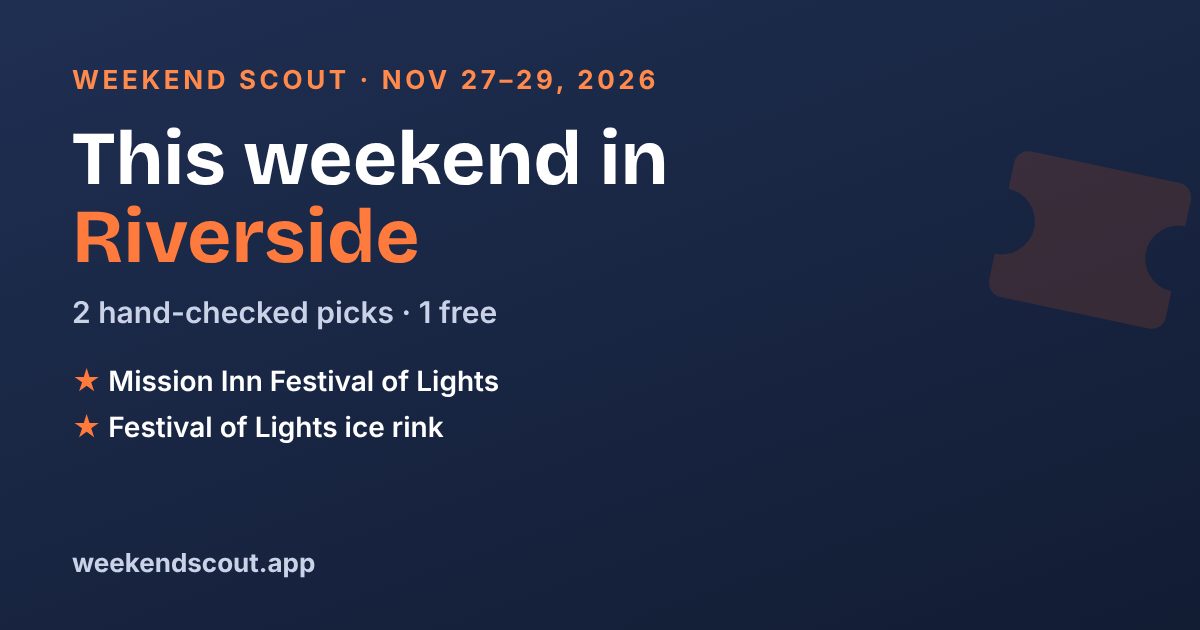 WEEKEND SCOUT · NOV 27–29, 2026
This weekend in
Riverside
2 hand-checked picks · 1 free
★ Mission Inn Festival of Lights
★ Festival of Lights ice rink
weekendscout.app